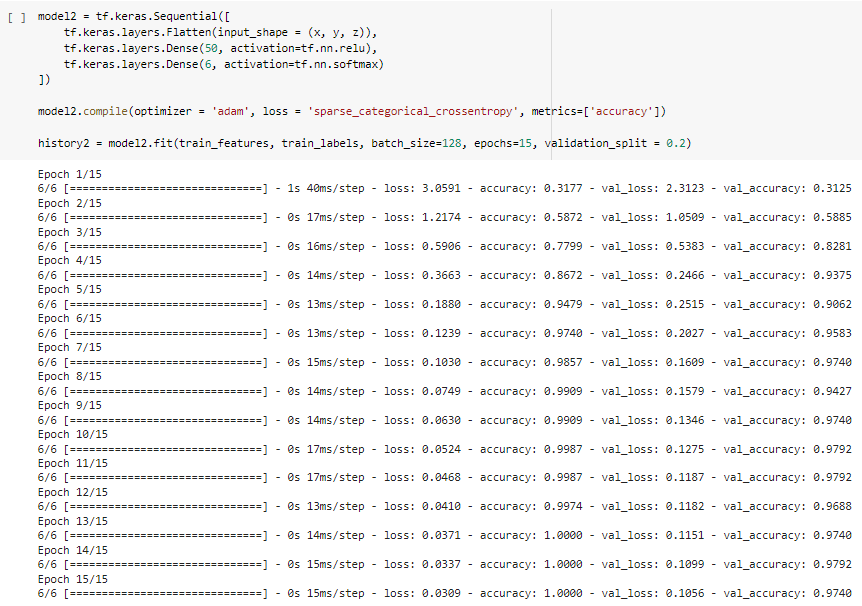 [ ] model2 = tf.keras.Sequential([
tf.keras.layers.Flatten(input_shape = (x, y, z)),
tf.keras.layers.Dense(50, activation=tf.nn.relu),
tf.keras.layers.Dense(6, activation=tf.nn.softmax)
])
model2.compile(optimizer = 'adam', loss = 'sparse_categorical_crossentropy', metrics=['accuracy'])
history2 = model2.fit(train_features, train_labels, batch_size=128, epochs=15, validation_split = 0.2)
Epoch 1/15
6/6 [==============================] - 1s 40ms/step - loss: 3.0591 - accuracy: 0.3177 - val_loss: 2.3123 - val_accuracy: 0.3125
Epoch 2/15
6/6 [==============================] - 0s 17ms/step - loss: 1.2174 - accuracy: 0.5872 - val_loss: 1.0509 - val_accuracy: 0.5885
Epoch 3/15
6/6 [==============================] - 0s 16ms/step - loss: 0.5906 - accuracy: 0.7799 - val_loss: 0.5383 - val_accuracy: 0.8281
Epoch 4/15
6/6 [==============================] - 0s 14ms/step - loss: 0.3663 - accuracy: 0.8672 - val_loss: 0.2466 - val_accuracy: 0.9375
Epoch 5/15
6/6 [==============================] - 0s 13ms/step - loss: 0.1880 - accuracy: 0.9479 - val_loss: 0.2515 - val_accuracy: 0.9062
Epoch 6/15
6/6 [==============================] - 0s 13ms/step - loss: 0.1239 - accuracy: 0.9740 - val_loss: 0.2027 - val_accuracy: 0.9583
Epoch 7/15
6/6 [==============================] - 0s 15ms/step - loss: 0.1030 - accuracy: 0.9857 - val_loss: 0.1609 - val_accuracy: 0.9740
Epoch 8/15
6/6 [==============================] - 0s 14ms/step - loss: 0.0749 - accuracy: 0.9909 - val_loss: 0.1579 - val_accuracy: 0.9427
Epoch 9/15
6/6 [==============================] - 0s 14ms/step - loss: 0.0630 - accuracy: 0.9909 - val_loss: 0.1346 - val_accuracy: 0.9740
Epoch 10/15
6/6 [==============================] - 0s 17ms/step - loss: 0.0524 - accuracy: 0.9987 - val_loss: 0.1275 - val_accuracy: 0.9792
Epoch 11/15
6/6 [==============================] - 0s 17ms/step - loss: 0.0468 - accuracy: 0.9987 - val_loss: 0.1187 - val_accuracy: 0.9792
Epoch 12/15
6/6 [==============================] - 0s 13ms/step - loss: 0.0410 - accuracy: 0.9974 - val_loss: 0.1182 - val_accuracy: 0.9688
Epoch 13/15
6/6 [==============================] - 0s 14ms/step - loss: 0.0371 - accuracy: 1.0000 - val_loss: 0.1151 - val_accuracy: 0.9740
Epoch 14/15
6/6 [==============================] - 0s 15ms/step - loss: 0.0337 - accuracy: 1.0000 - val_loss: 0.1099 - val_accuracy: 0.9792
Epoch 15/15
6/6 [==============================] - 0s 15ms/step - loss: 0.0309 - accuracy: 1.0000 - val_loss: 0.1056 - val_accuracy: 0.9740